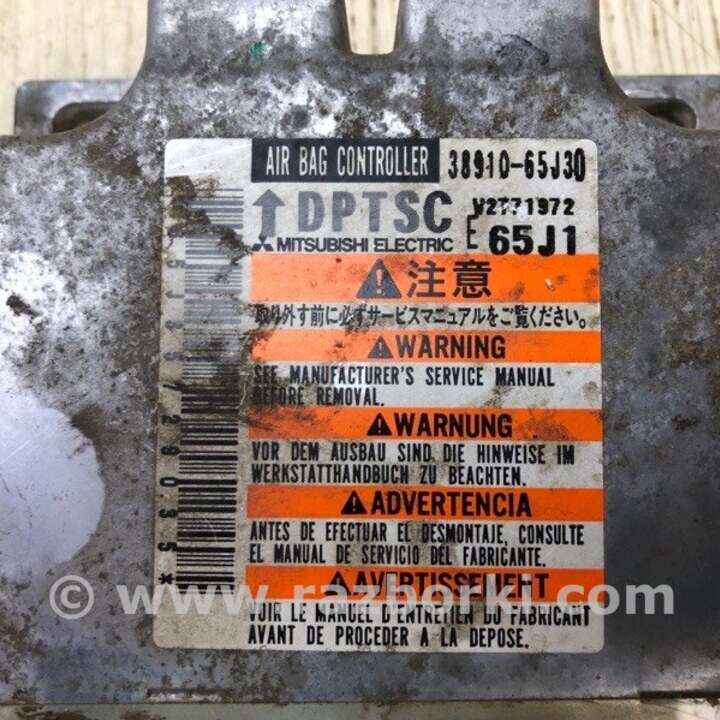 AIR BAG CONTROLLER 38910-65J30
DPTSC W2T71972
MITSUBISHI ELECTRIC E 65J1
注意
取り外す前に必ずサービスマニュアルをご覧ください。
WARNING
SEE MANUFACTURER'S SERVICE MANUAL
BEFORE REMOVAL.
WARNUNG
VOR DEM AUSBAU SIND DIE HINWEISE IM
WERKSTATTHANDBUCH ZU BEACHTEN.
ADVERTENCIA
ANTES DE EFECTUAR EL DESMONTAJE, CONSULTE
EL MANUAL DE SERVICIO DEL FABRICANTE.
AVERTISSEMENT
© www.razborki.com
VOIR LE MANUEL D'ENTRETIEN DU FABRICANT
AVANT DE PROCEDER A LA DEPOSE.